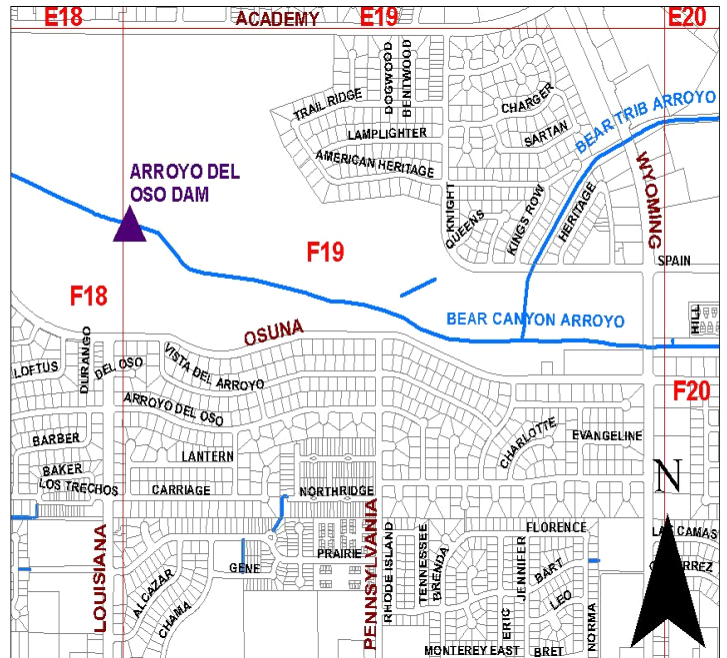 E18
E19
E20
ACADEMY
DOGWOOD
BENTWOOD
TRAIL RIDGE
CHARGER
BEAR TRIB ARROYO
LAMPLIGHTER
SARTAN
AMERICAN HERITAGE
WYOMING
ARROYO DEL
OSO DAM
KNIGHT
QUEENS
KINGS ROW
HERITAGE
F19
SPAIN
F18
BEAR CANYON ARROYO
HILL
OSUNA
LOFTUS
DURANGO
DEL OSO
VISTA DEL ARROYO
F20
ARROYO DEL OSO
CHARLOTTE
EVANGELINE
BARBER
LANTERN
BAKER
LOS TRECHOS
CARRIAGE
NORTHRIDGE
N
LOUISIANA
PENNSYLVANIA
RHODE ISLAND
TENNESSEE
BRENDA
FLORENCE
JENNIFER
PRAIRIE
GENE
BART
LEO
ALCAZAR
CHAMA
ERIC
NORMA
MONTEREY EAST
BRET